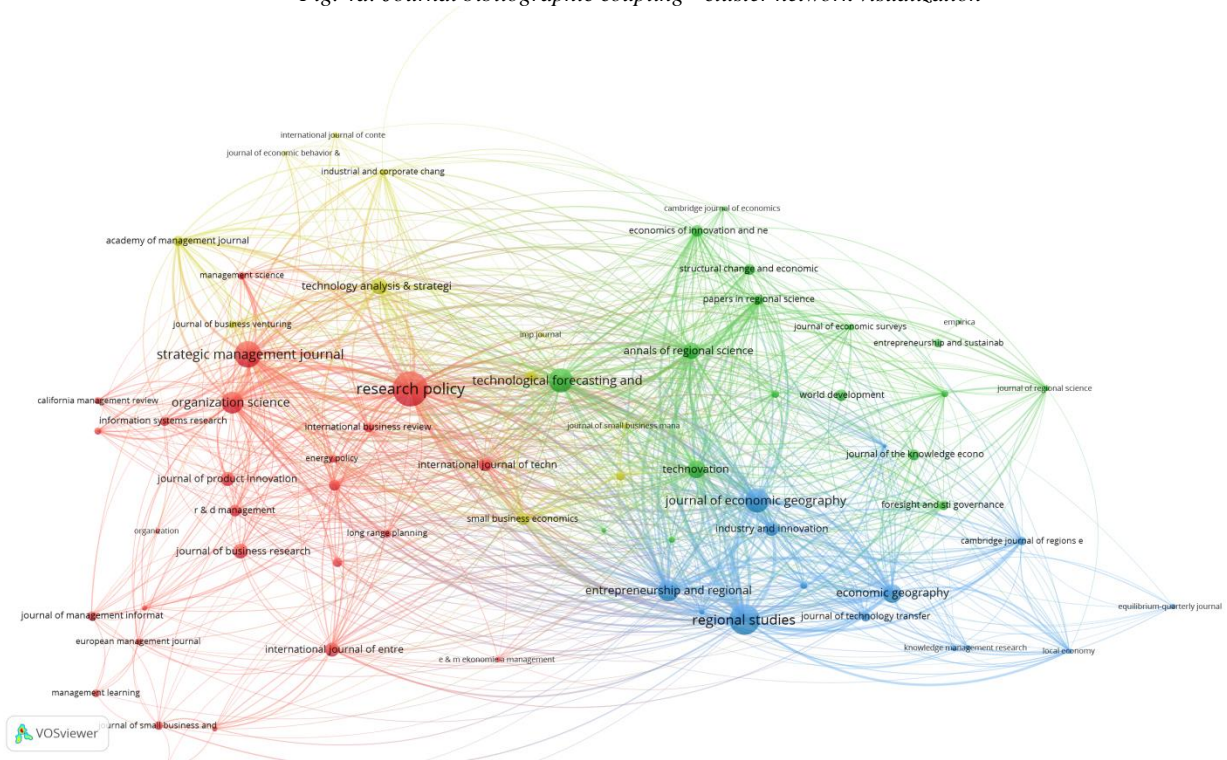 Journal bibliographic coupling - cluster network visualization
international journal of conte
journal of economic behavior &
industrial and corporate chang
cambridge journal of economics
economics of innovation and ne
academy of management journal
structural change and economic
management science
technology analysis & strategi
papers in regional science
journal of business venturing
imp journal
journal of economic surveys
empirica
entrepreneurship and sustainab
strategic management journal
annals of regional science
research policy
technological forecasting and
journal of regional science
world development
california management review
organization science
information systems research
international business review
journal of small business mana
energy policy
international journal of techn
journal of the knowledge econo
technovation
journal of product innovation
journal of economic geography
foresight and sti governance
r & d management
small business economics
industry and innovation
organization
long range planning
cambridge journal of regions e
journal of business research
entrepreneurship and regional
economic geography
equilibrium-quarterly journal
journal of management informat
regional studies
journal of technology transfer
european management journal
international journal of entre
knowledge management research
local economy
e & m ekonomie a management
management learning
journal of small business and
VOSviewer